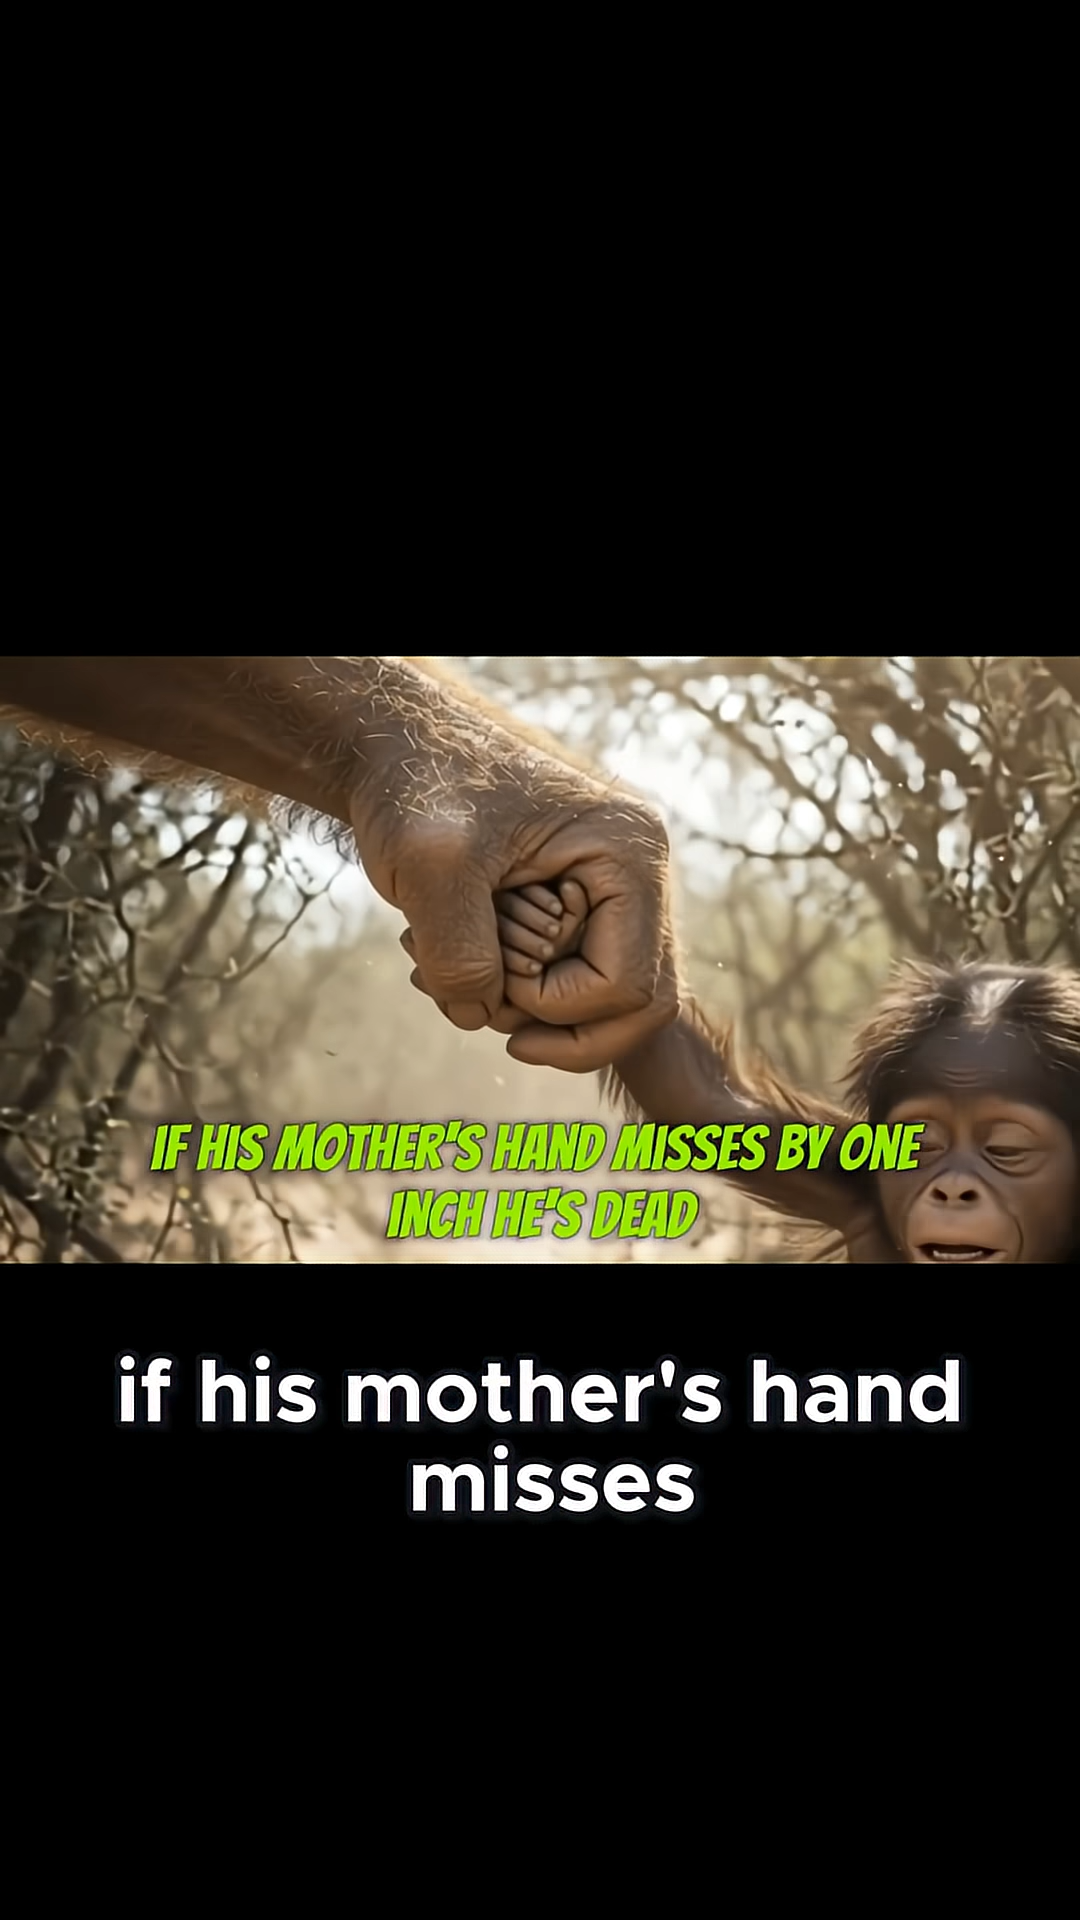 IF HIS MOTHER'S HAND MISSES BY ONE
INCH HE'S DEAD
if his mother's hand
misses